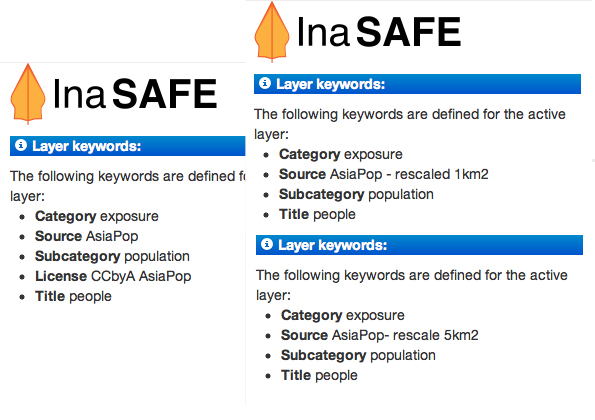 InaSAFE
Layer keywords:
The following keywords are defined f
layer:
Category exposure
Source AsiaPop
Subcategory population
License CCbyA AsiaPop
Title people
InaSAFE
Layer keywords:
The following keywords are defined for the active
layer:
Category exposure
Source AsiaPop - rescaled 1km2
Subcategory population
Title people
Layer keywords:
The following keywords are defined for the active
layer:
Category exposure
Source AsiaPop- rescale 5km2
Subcategory population
Title people